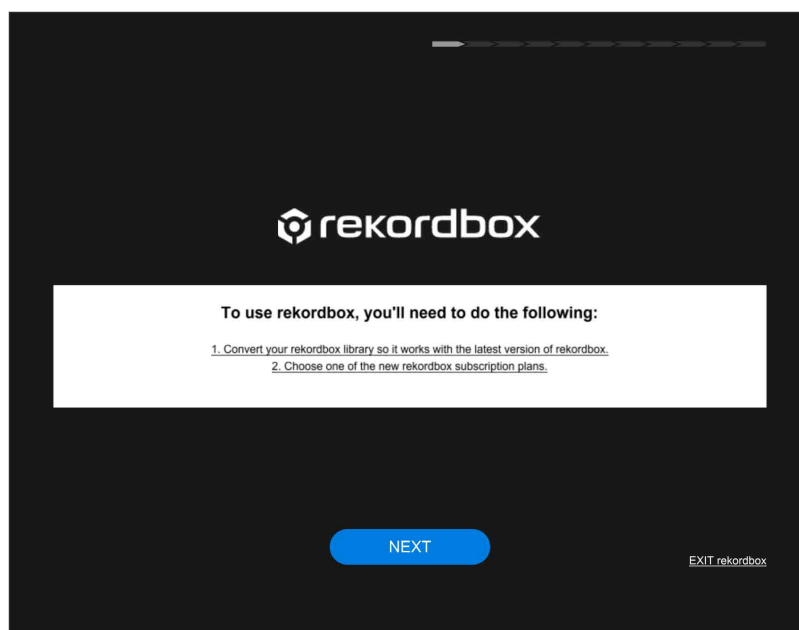 rekordbox
To use rekordbox, you'll need to do the following:
1. Convert your rekordbox library so it works with the latest version of rekordbox.
2. Choose one of the new rekordbox subscription plans.
NEXT
EXIT rekordbox